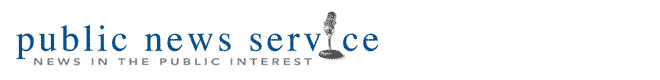 public news service
NEWS IN THE PUBLIC INTEREST